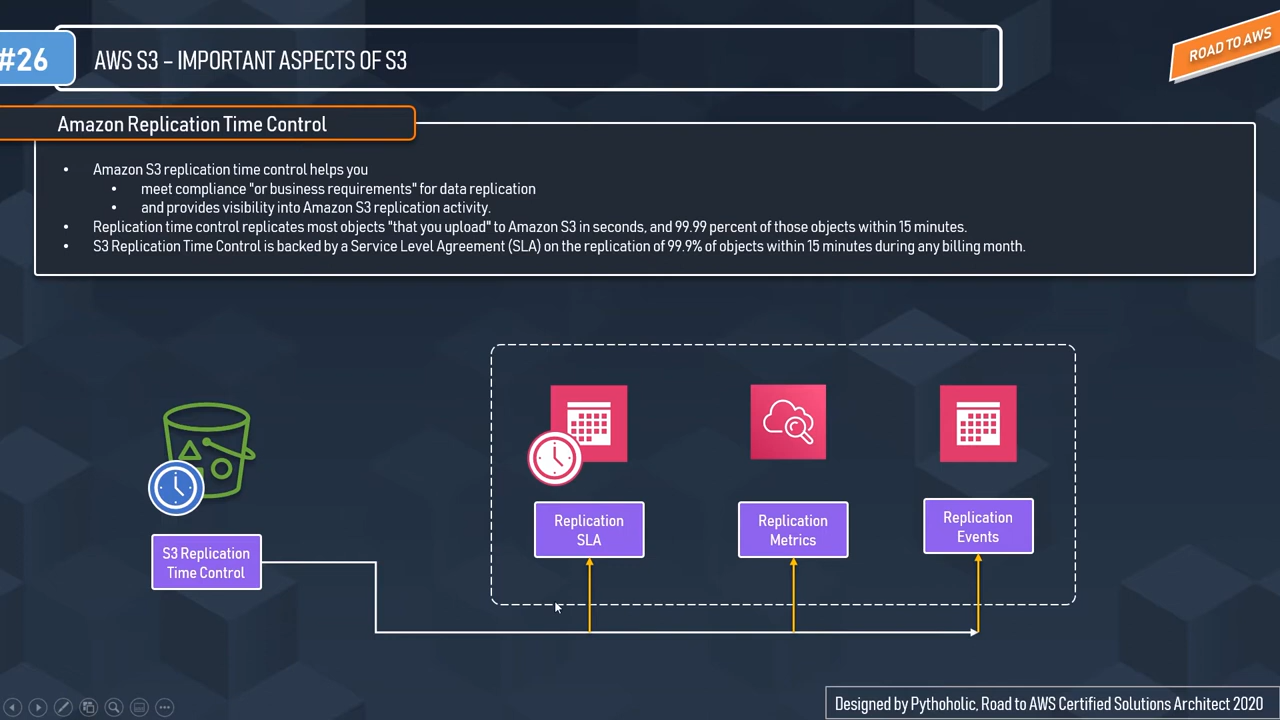 #26
AWS S3 – IMPORTANT ASPECTS OF S3
ROAD TO AWS
Amazon Replication Time Control
• Amazon S3 replication time control helps you
• meet compliance "or business requirements" for data replication
• and provides visibility into Amazon S3 replication activity.
• Replication time control replicates most objects "that you upload" to Amazon S3 in seconds, and 99.99 percent of those objects within 15 minutes.
• S3 Replication Time Control is backed by a Service Level Agreement (SLA) on the replication of 99.9% of objects within 15 minutes during any billing month.
S3 Replication
Time Control
Replication
SLA
Replication
Metrics
Replication
Events
Designed by Pythoholic, Road to AWS Certified Solutions Architect 2020